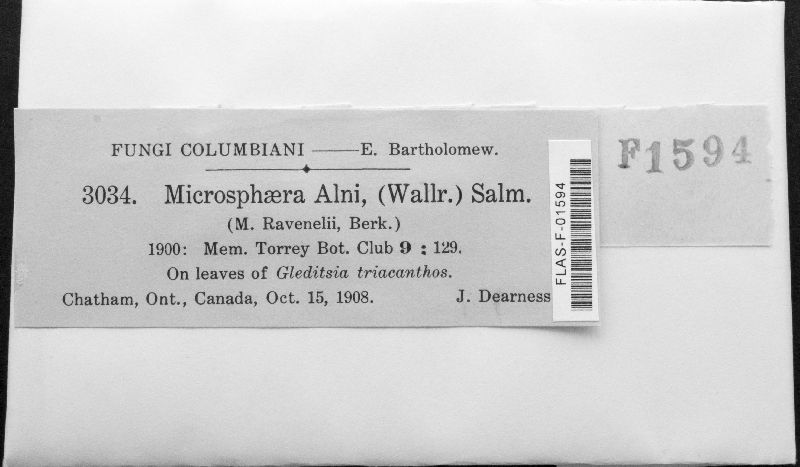 FUNGI COLUMBIANI ——— E. Bartholomew.
3034. Microsphæra Alni, (Wallr.) Salm.
(M. Ravenelii, Berk.)
1900: Mem. Torrey Bot. Club 9 : 129.
On leaves of Gleditsia triacanthos.
Chatham, Ont., Canada, Oct. 15, 1908. J. Dearness
FLAS-F-01594
F1594